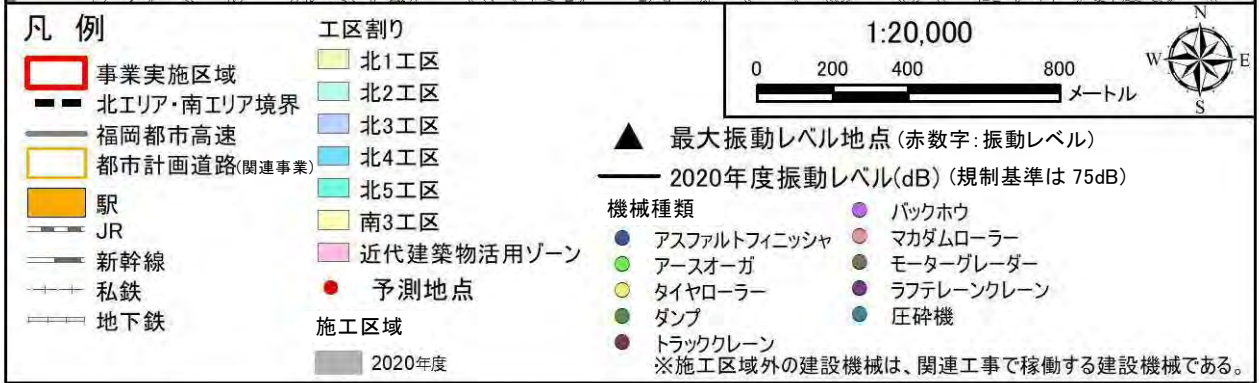 凡 例
事業実施区域
北エリア・南エリア境界
福岡都市高速
都市計画道路(関連事業)
駅
JR
新幹線
私鉄
地下鉄
工区割り
北1工区
北2工区
北3工区
北4工区
北5工区
南3工区
近代建築物活用ゾーン
予測地点
施工区域
2020年度
1:20,000
0 200 400 800
メートル
N
W E
S
最大振動レベル地点 (赤数字:振動レベル)
2020年度振動レベル(dB) (規制基準は 75dB)
機械種類
アスファルトフィニッシャ
アースオーガ
タイヤローラー
ダンプ
トラッククレーン
バックホウ
マカダムローラー
モーターグレーダー
ラフテレーンクレーン
圧砕機
※施工区域外の建設機械は、関連工事で稼働する建設機械である。